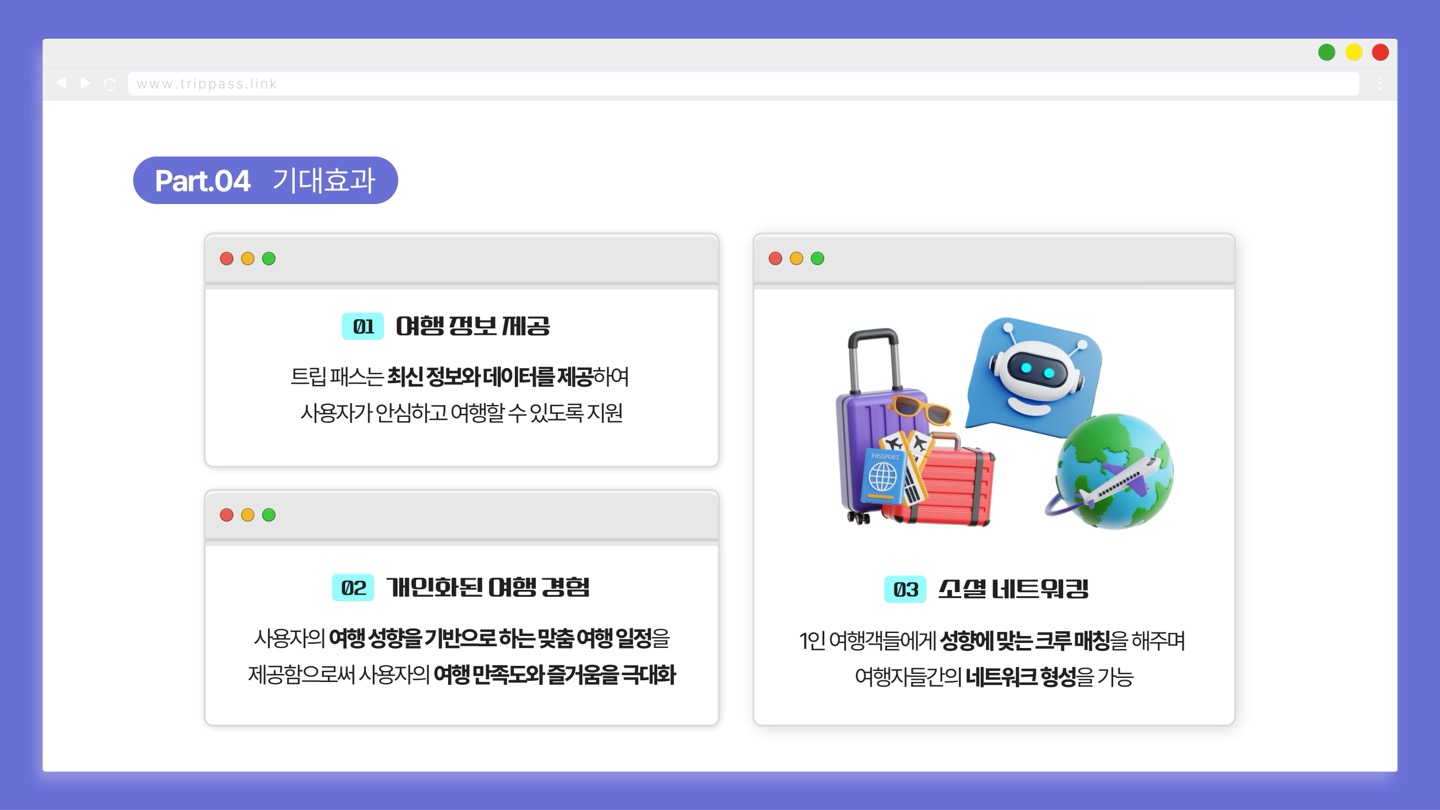 www.trippass.link
Part.04 기대효과
01 여행 정보 제공
트립 패스는 최신 정보와 데이터를 제공하여
사용자가 안심하고 여행할 수 있도록 지원
02 개인화된 여행 경험
사용자의 여행 성향을 기반으로 하는 맞춤 여행 일정을
제공함으로써 사용자의 여행 만족도와 즐거움을 극대화
PASSPORT
03 소셜 네트워킹
1인 여행객들에게 성향에 맞는 크루 매칭을 해주며
여행자들간의 네트워크 형성을 가능